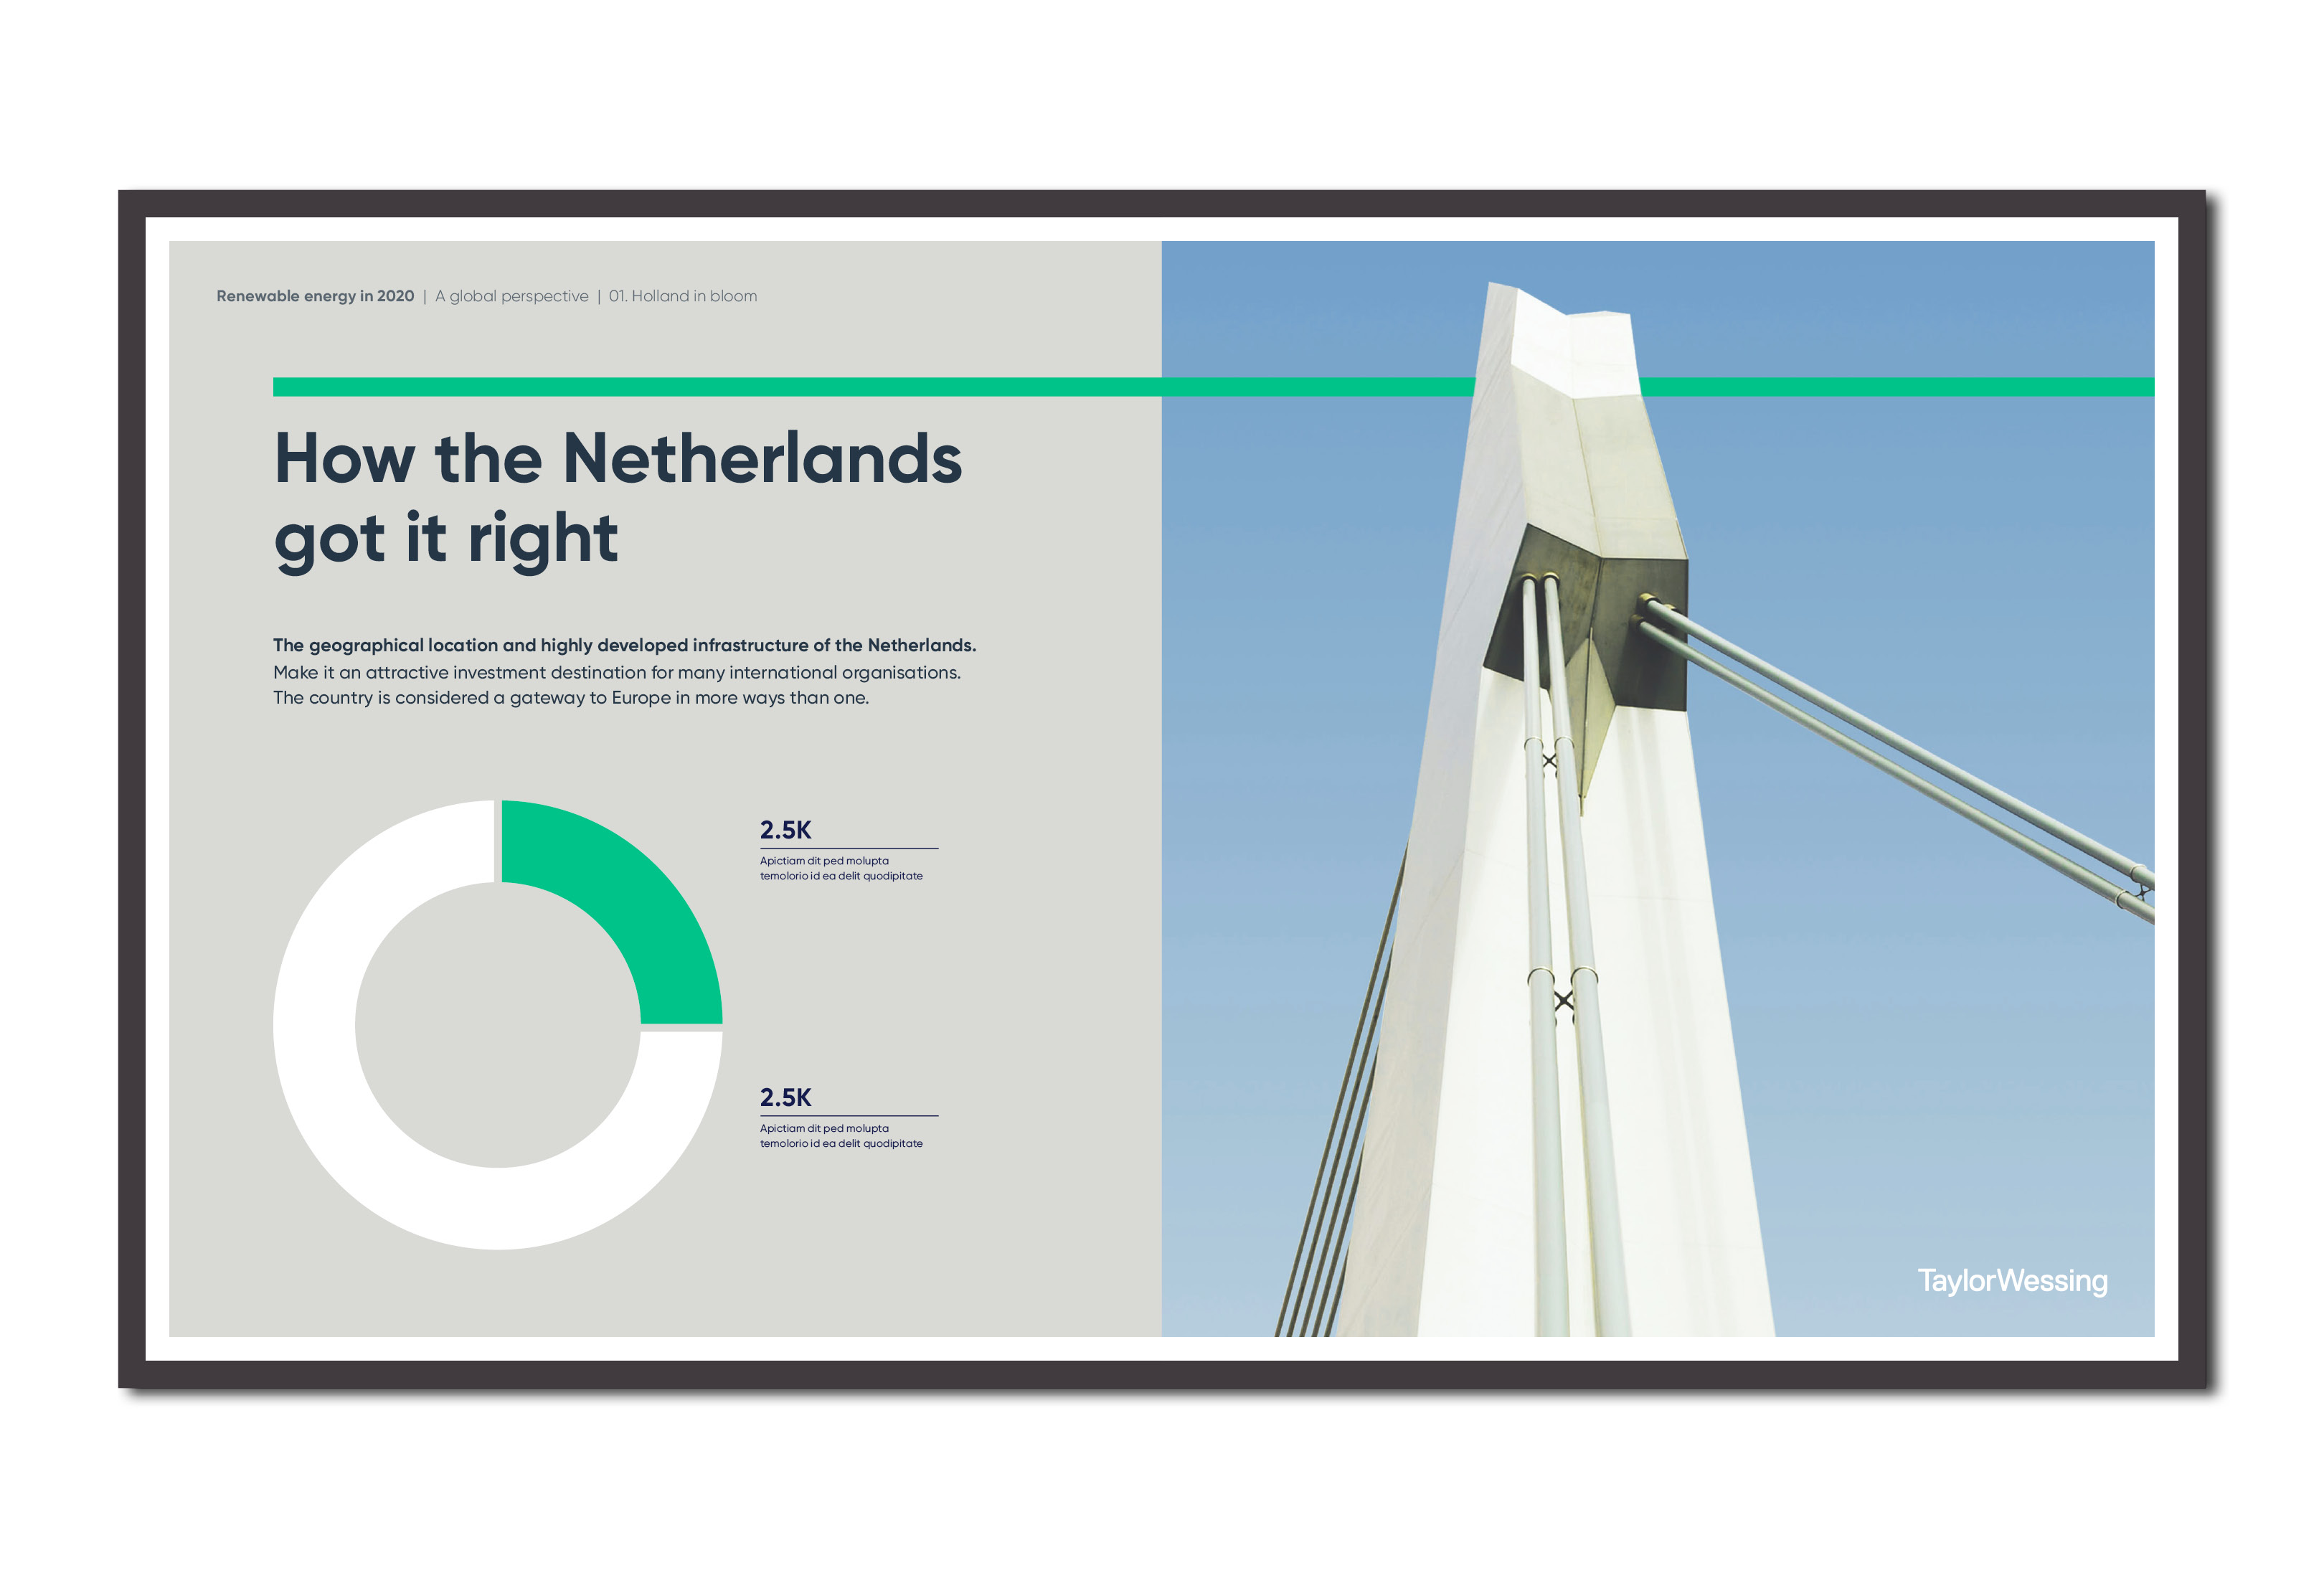 Renewable energy in 2020 | A global perspective | 01. Holland in bloom
How the Netherlands
got it right
The geographical location and highly developed infrastructure of the Netherlands.
Make it an attractive investment destination for many international organisations.
The country is considered a gateway to Europe in more ways than one.
2.5K
Apictiam dit ped molupta
temolorio id ea delit quodipitate
2.5K
Apictiam dit ped molupta
temolorio id ea delit quodipitate
TaylorWessing